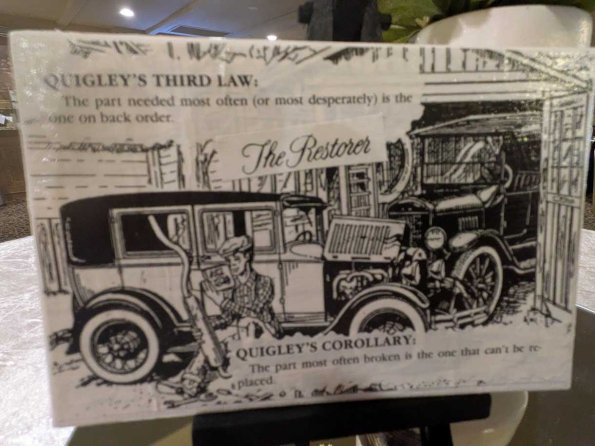 QUIGLEY'S THIRD LAW:
The part needed most often (or most desperately) is the
one on back order.
The Restorer
QUIGLEY'S COROLLARY:
The part most often broken is the one that can't be re-
placed.